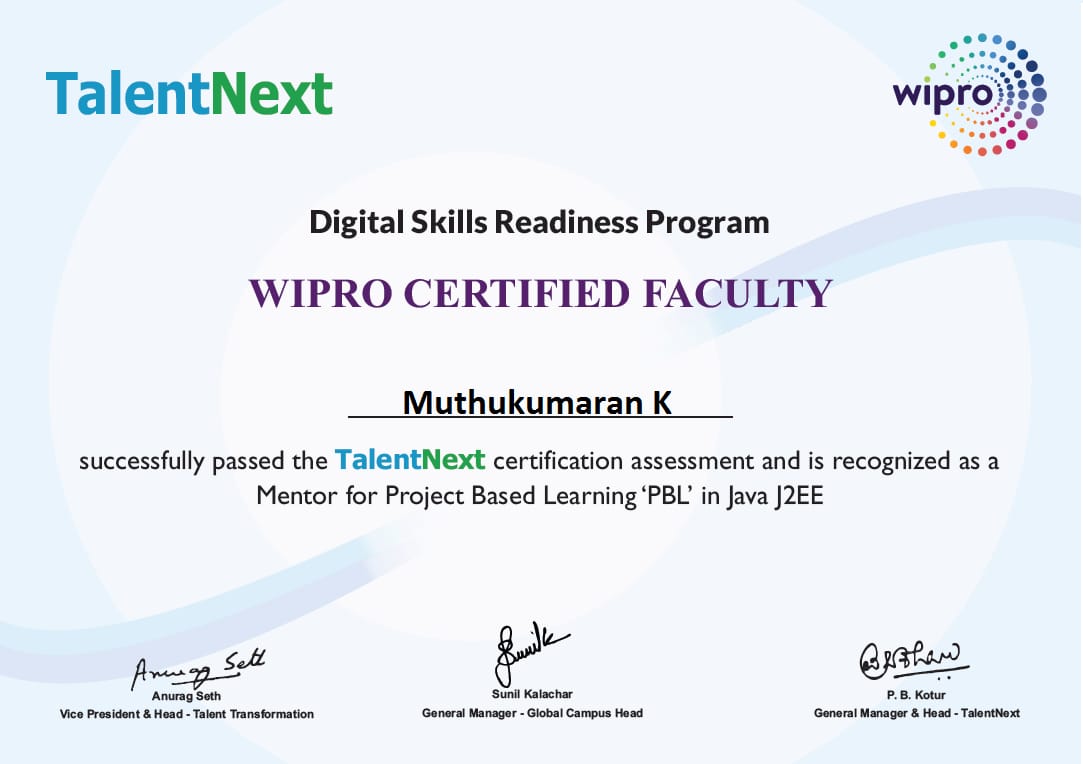 TalentNext
wipro
Digital Skills Readiness Program
WIPRO CERTIFIED FACULTY
Muthukumaran K
successfully passed the TalentNext certification assessment and is recognized as a
Mentor for Project Based Learning ‘PBL’ in Java J2EE
Anurag Seth
Sunilk
Anurag Seth
Vice President & Head - Talent Transformation
Sunil Kalachar
General Manager - Global Campus Head
P. B. Kotur
General Manager & Head - TalentNext